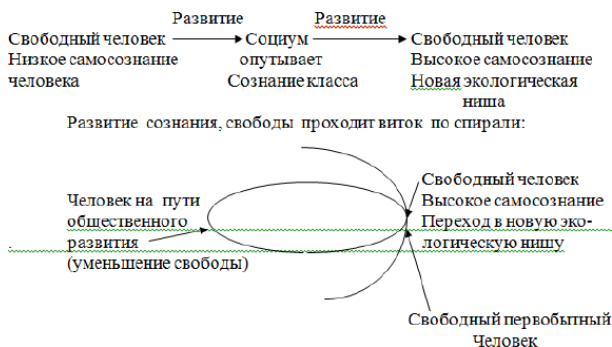 Развитие Развитие
Свободный человек Социум Свободный человек
Низкое самосознание опутывает Высокое самосознание
человека Сознание класса Новая экологическая
ниша
Развитие сознания, свободы проходит виток по спирали:
Свободный человек
Человек на пути Высокое самосознание
общественного Переход в новую эко-
. развития логическую нишу
(уменьшение свободы)
Свободный первобытный
Человек